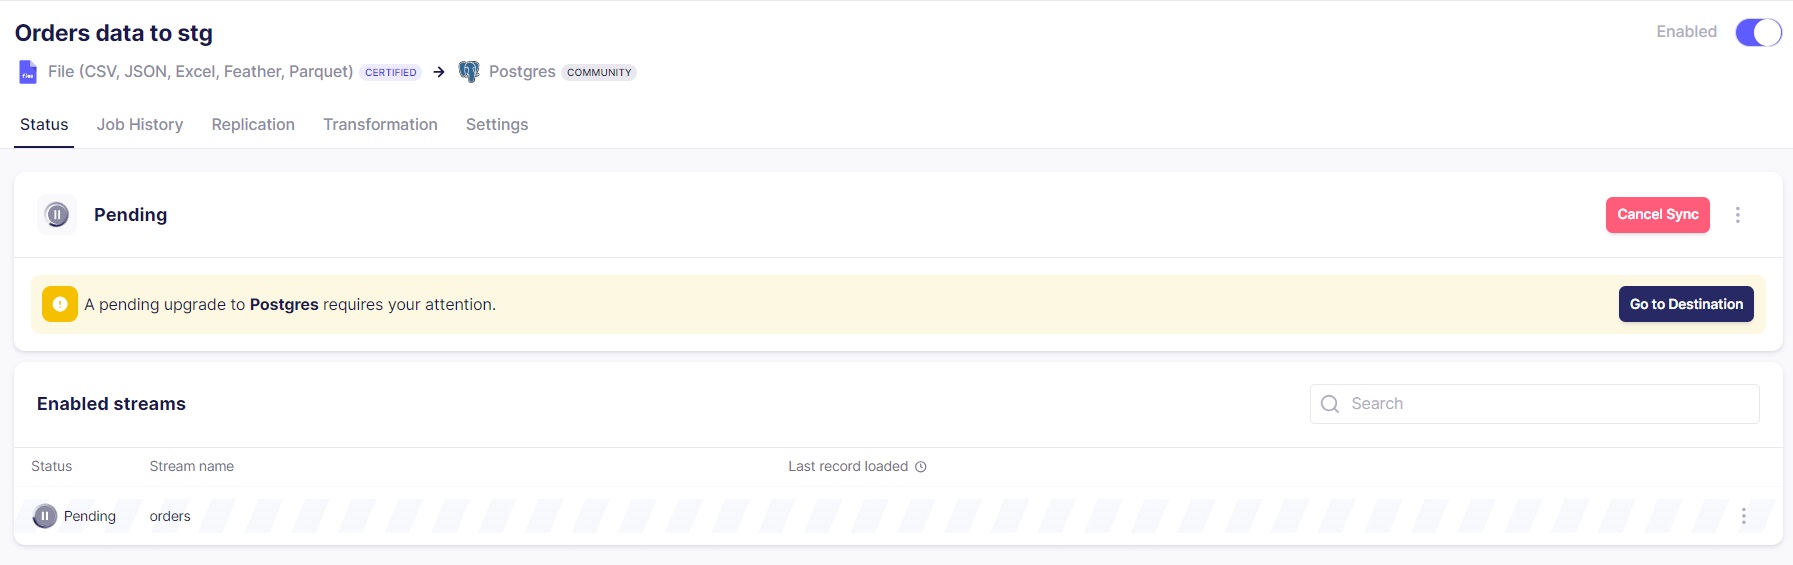 Orders data to stg
Enabled
File (CSV, JSON, Excel, Feather, Parquet) CERTIFIED → Postgres COMMUNITY
Status Job History Replication Transformation Settings
Pending
Cancel Sync
A pending upgrade to Postgres requires your attention.
Go to Destination
Enabled streams
Search
Status Stream name Last record loaded
Pending orders